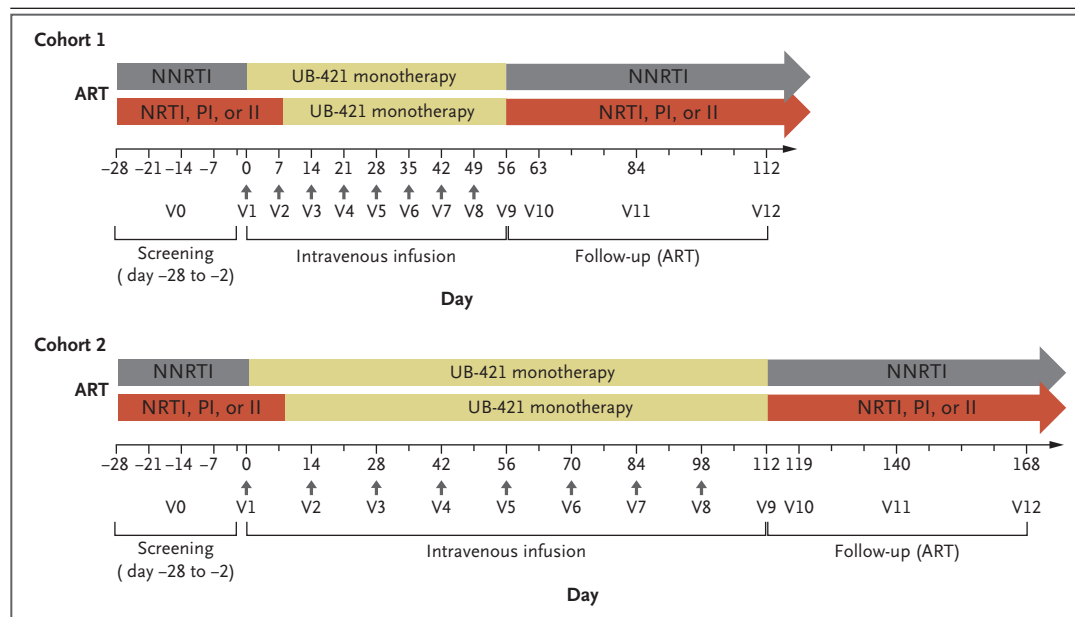 Cohort 1
NNRTI UB-421 monotherapy NNRTI
ART
NRTI, PI, or II UB-421 monotherapy NRTI, PI, or II
–28 –21 –14 –7 0 7 14 21 28 35 42 49 56 63 84 112
V0 V1 V2 V3 V4 V5 V6 V7 V8 V9 V10 V11 V12
Screening Intravenous infusion Follow-up (ART)
( day –28 to –2)
Day
Cohort 2
NNRTI UB-421 monotherapy NNRTI
ART
NRTI, PI, or II UB-421 monotherapy NRTI, PI, or II
–28 –21 –14 –7 0 14 28 42 56 70 84 98 112 119 140 168
V0 V1 V2 V3 V4 V5 V6 V7 V8 V9 V10 V11 V12
Screening Intravenous infusion Follow-up (ART)
( day –28 to –2)
Day